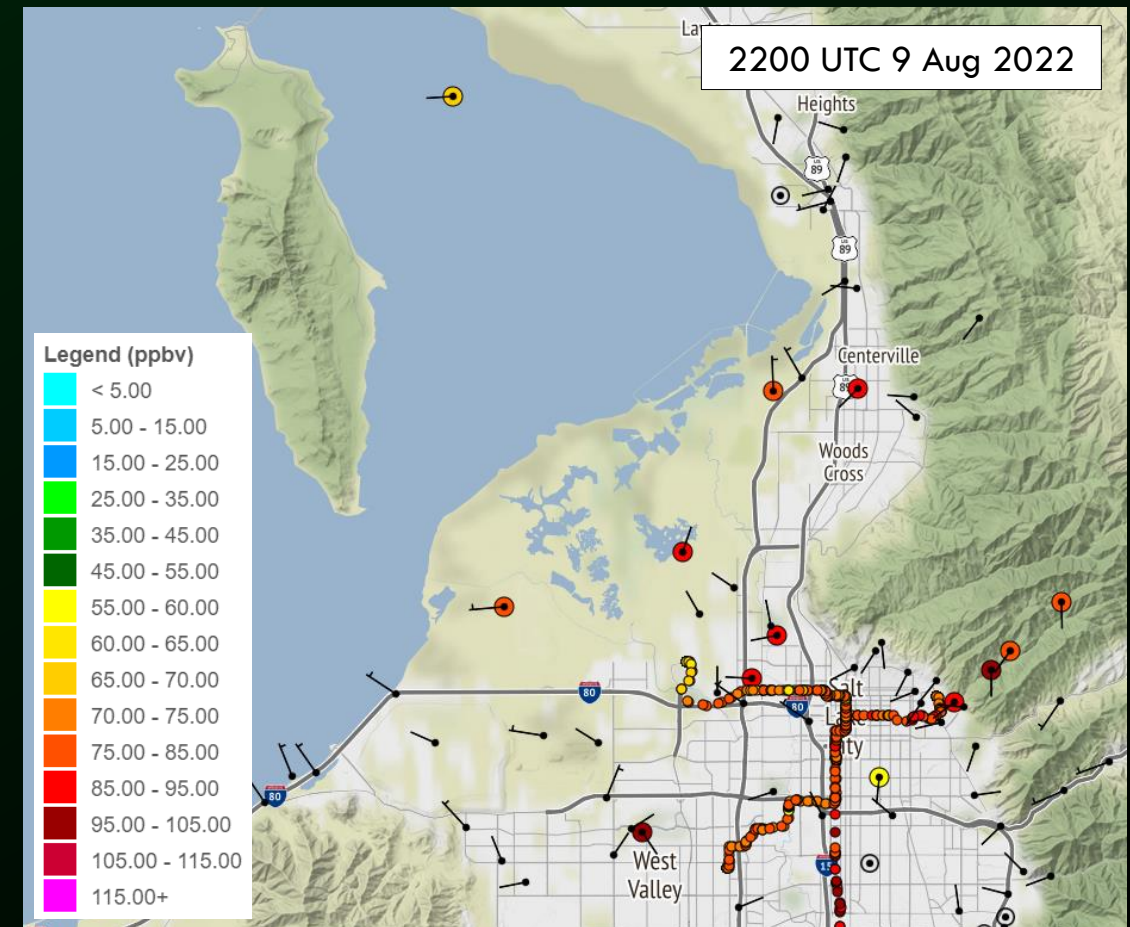 2200 UTC 9 Aug 2022
Heights
US
89
US
89
Centerville
89
Woods
Cross
Legend (ppbv)
< 5.00
5.00 - 15.00
15.00 - 25.00
25.00 - 35.00
35.00 - 45.00
45.00 - 55.00
55.00 - 60.00
60.00 - 65.00
65.00 - 70.00
70.00 - 75.00
75.00 - 85.00
85.00 - 95.00
95.00 - 105.00
105.00 - 115.00
115.00+
80
80
Salt
Lake
City
80
West
Valley
15